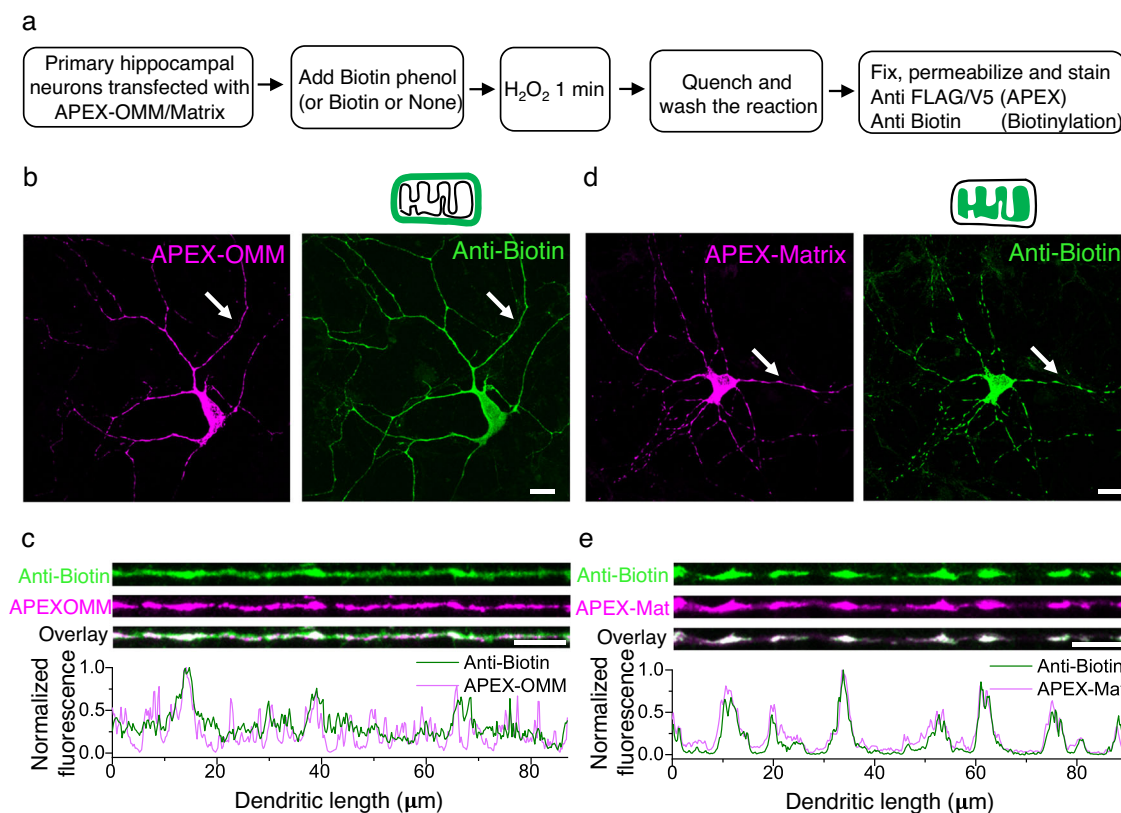 a
Primary hippocampal
neurons transfected with
APEX-OMM/Matrix
Add Biotin phenol
(or Biotin or None)
H₂O₂ 1 min
Quench and
wash the reaction
Fix, permeabilize and stain
Anti FLAG/V5 (APEX)
Anti Biotin (Biotinylation)
b
APEX-OMM
Anti-Biotin
d
APEX-Matrix
Anti-Biotin
c
Anti-Biotin
APEXOMM
Overlay
Normalized
fluorescence
1.0
0.5
0.0
Anti-Biotin
APEX-OMM
0 20 40 60 80
Dendritic length (μm)
e
Anti-Biotin
APEX-Mat
Overlay
Normalized
fluorescence
1.0
0.5
0.0
Anti-Biotin
APEX-Mat
0 20 40 60 80
Dendritic length (μm)